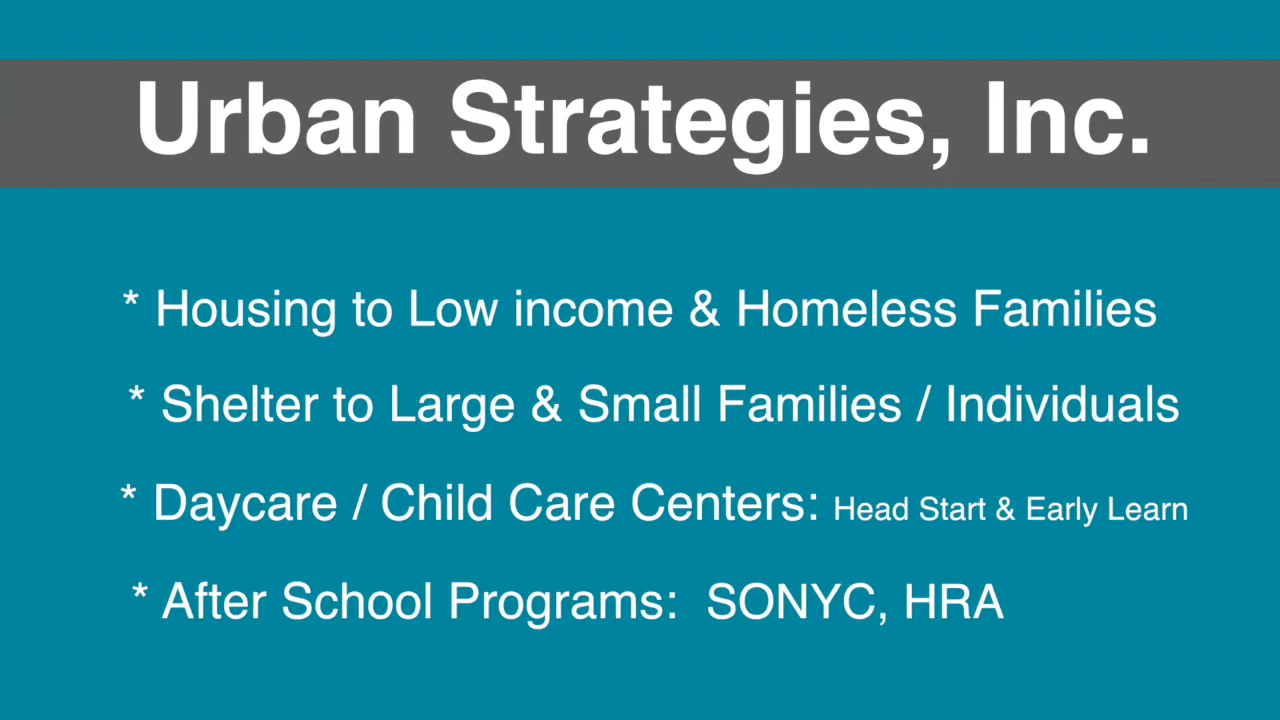 Urban Strategies, Inc.
* Housing to Low income & Homeless Families
* Shelter to Large & Small Families / Individuals
* Daycare / Child Care Centers: Head Start & Early Learn
* After School Programs:  SONYC, HRA